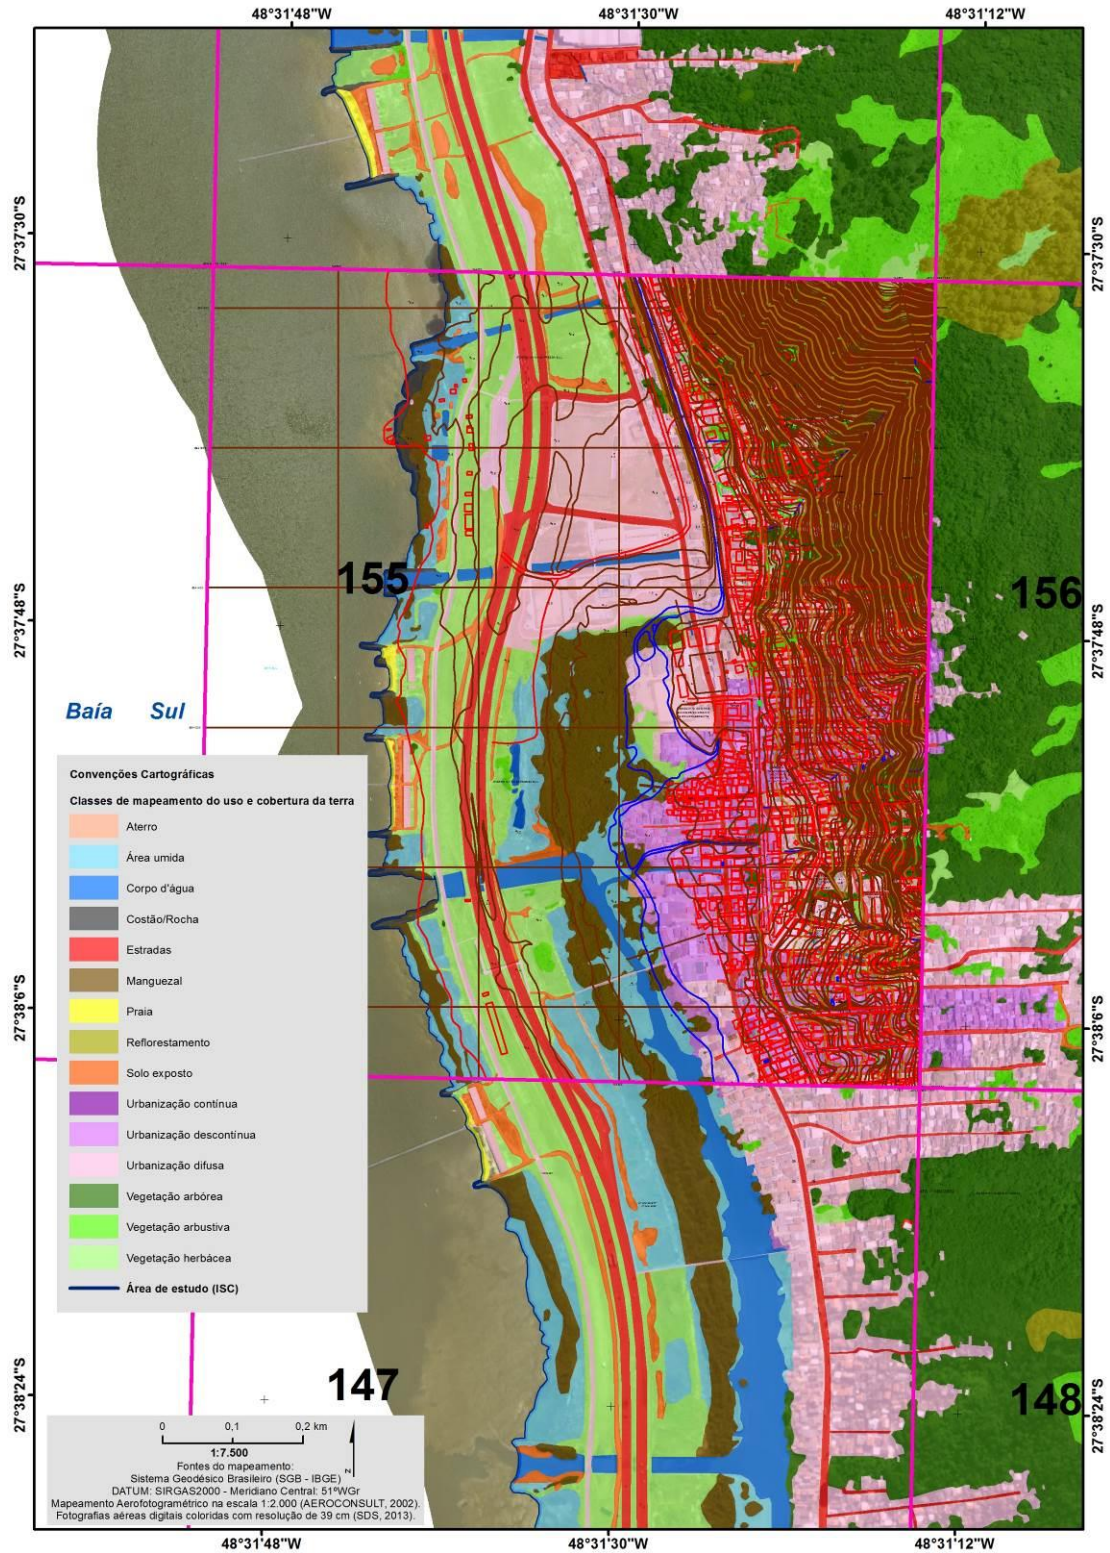 48°31'48"W 48°31'30"W 48°31'12"W
27°37'30"S 27°37'30"S
155 156
27°37'48"S 27°37'48"S
Baía Sul
Convenções Cartográficas
Classes de mapeamento do uso e cobertura da terra
Aterro
Área umida
Corpo d'água
Costão/Rocha
Estradas
Manguezal
Praia
Reflorestamento
Solo exposto
Urbanização contínua
Urbanização descontínua
Urbanização difusa
Vegetação arbórea
Vegetação arbustiva
Vegetação herbácea
Área de estudo (ISC)
27°38'6"S 27°38'6"S
147 148
27°38'24"S 27°38'24"S
0 0,1 0,2 km
1:7.500
N
Fontes do mapeamento:
Sistema Geodésico Brasileiro (SGB - IBGE)
DATUM: SIRGAS2000 - Meridiano Central: 51ºWGr
Mapeamento Aerofotogramétrico na escala 1:2.000 (AEROCONSULT, 2002).
Fotografias aéreas digitais coloridas com resolução de 39 cm (SDS, 2013).
48°31'48"W 48°31'30"W 48°31'12"W